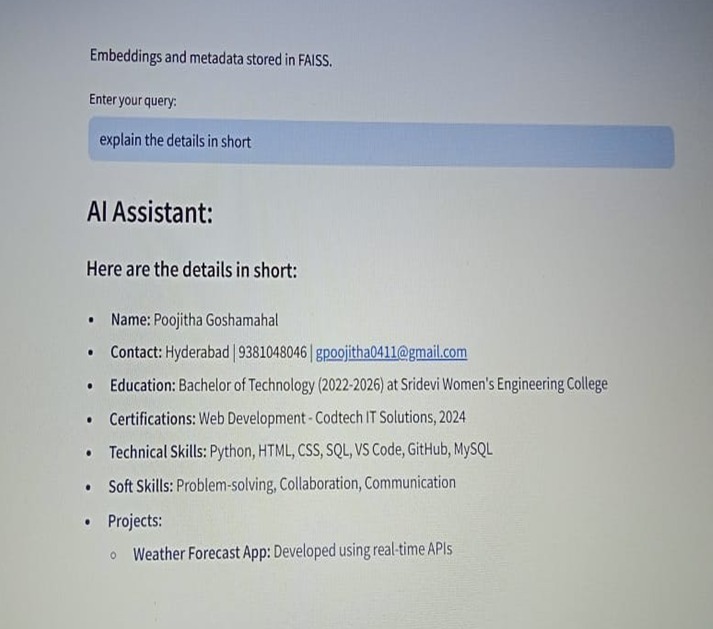 Embeddings and metadata stored in FAISS.
Enter your query:
explain the details in short
AI Assistant:
Here are the details in short:
• Name: Poojitha Goshamahal
• Contact: Hyderabad | 9381048046 | gpoojitha0411@gmail.com
• Education: Bachelor of Technology (2022-2026) at Sridevi Women's Engineering College
• Certifications: Web Development - Codtech IT Solutions, 2024
• Technical Skills: Python, HTML, CSS, SQL, VS Code, GitHub, MySQL
• Soft Skills: Problem-solving, Collaboration, Communication
• Projects:
○ Weather Forecast App: Developed using real-time APIs